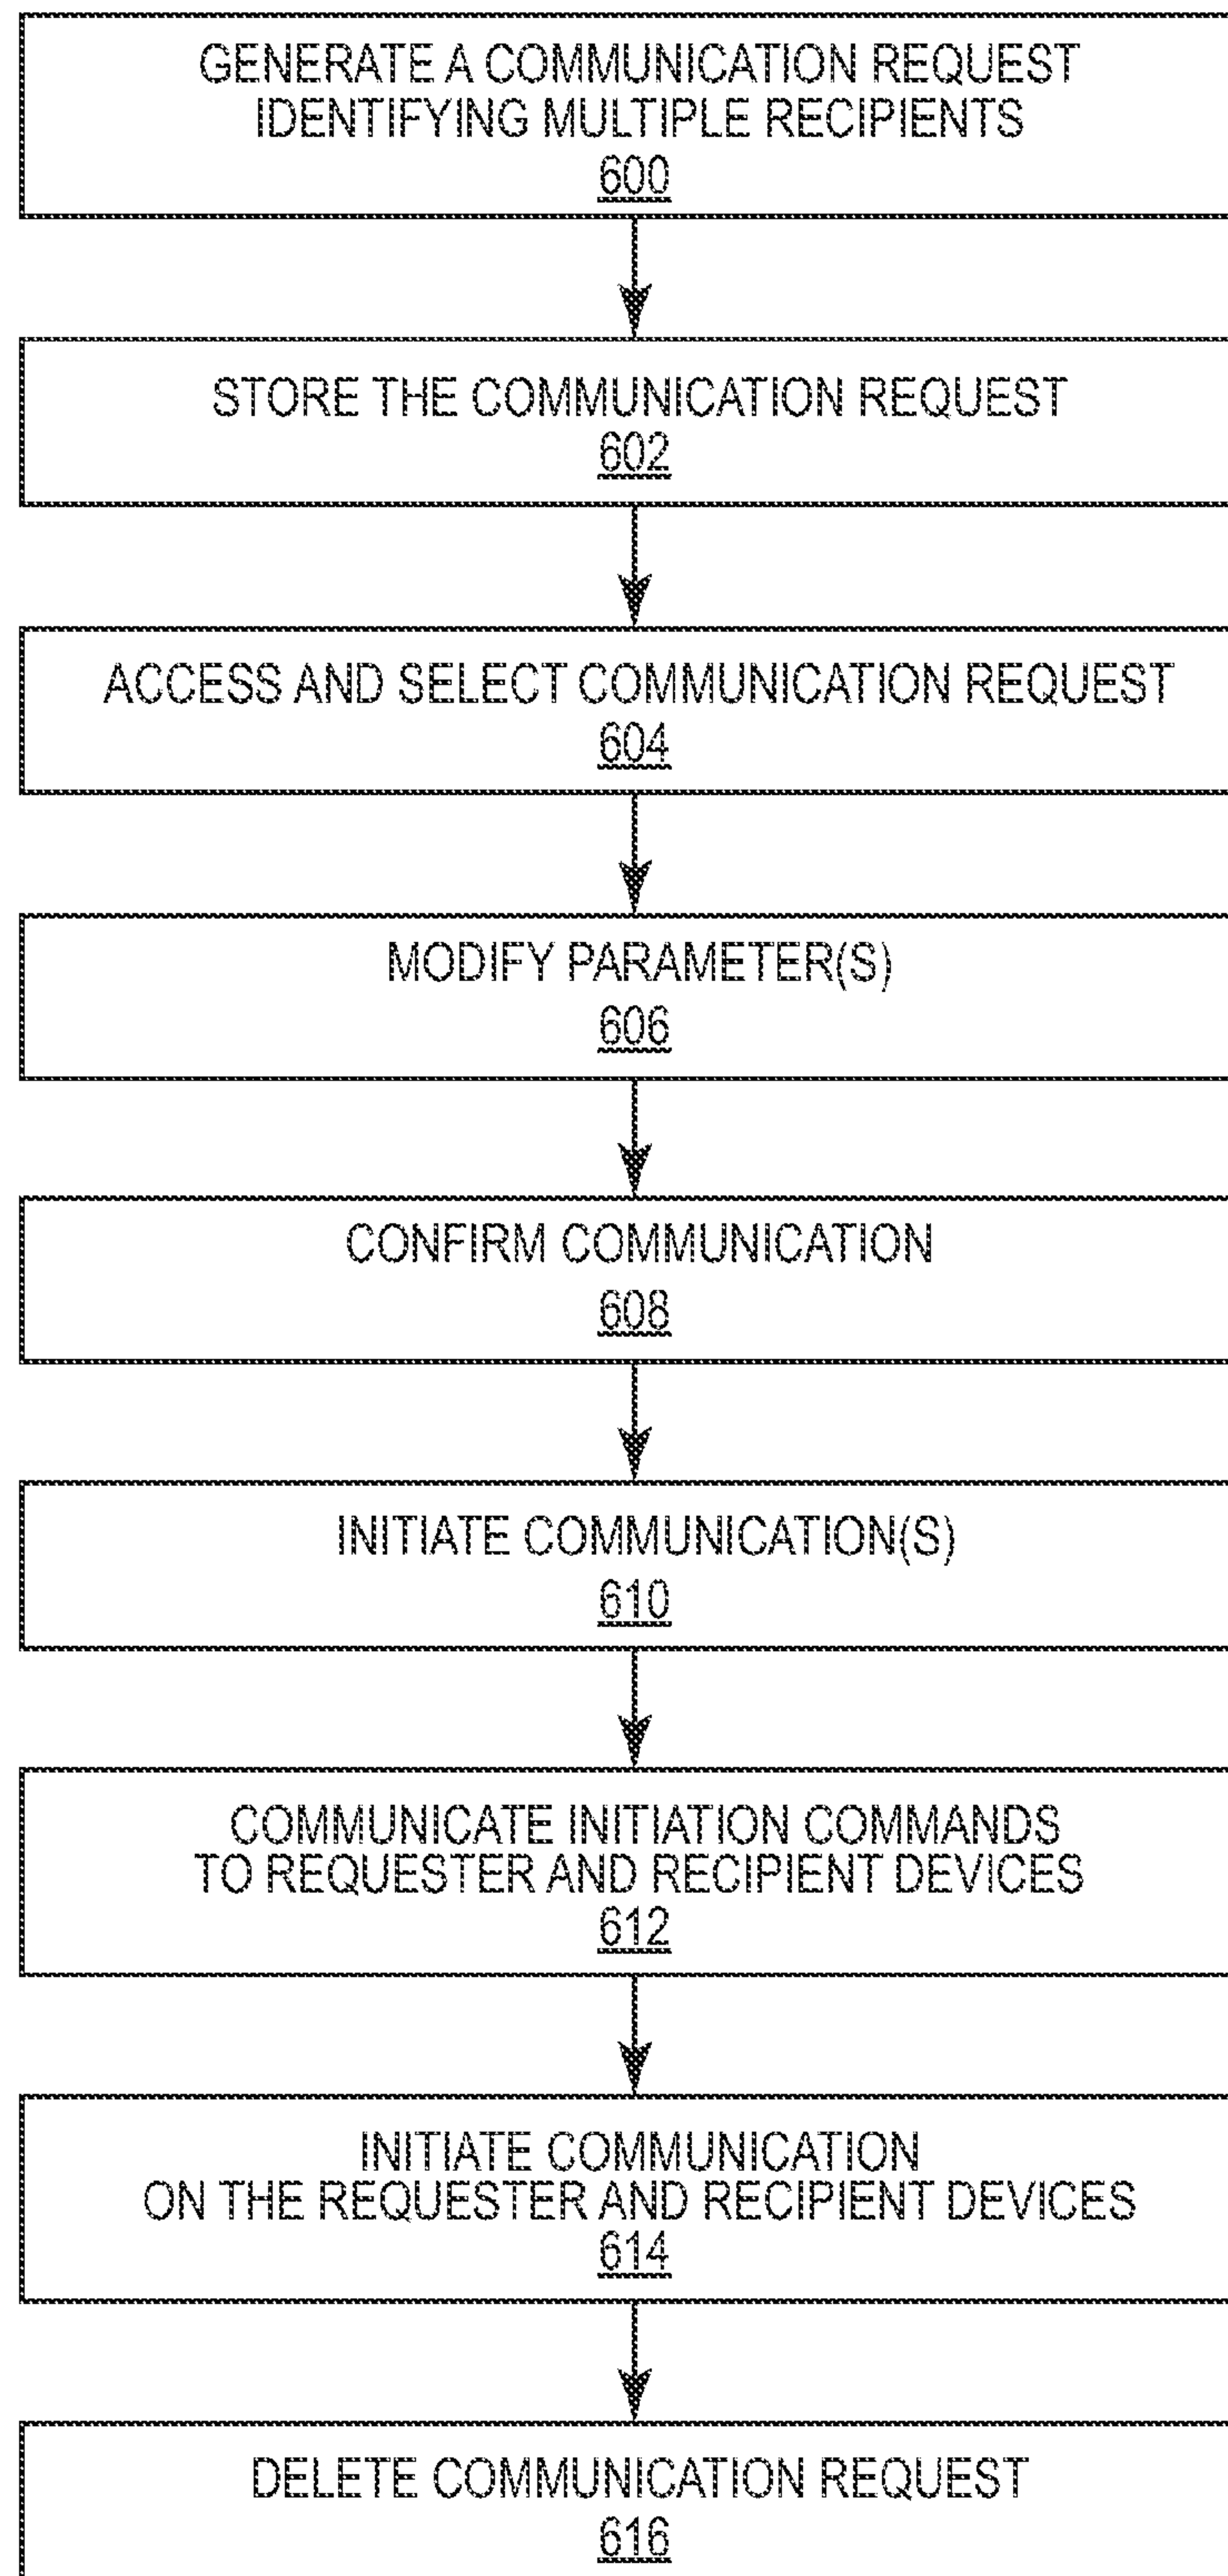 GENERATE A COMMUNICATION REQUEST
IDENTIFYING MULTIPLE RECIPIENTS
600
STORE THE COMMUNICATION REQUEST
602
ACCESS AND SELECT COMMUNICATION REQUEST
604
MODIFY PARAMETER(S)
606
CONFIRM COMMUNICATION
608
INITIATE COMMUNICATION(S)
610
COMMUNICATE INITIATION COMMANDS
TO REQUESTER AND RECIPIENT DEVICES
612
INITIATE COMMUNICATION
ON THE REQUESTER AND RECIPIENT DEVICES
614
DELETE COMMUNICATION REQUEST
616